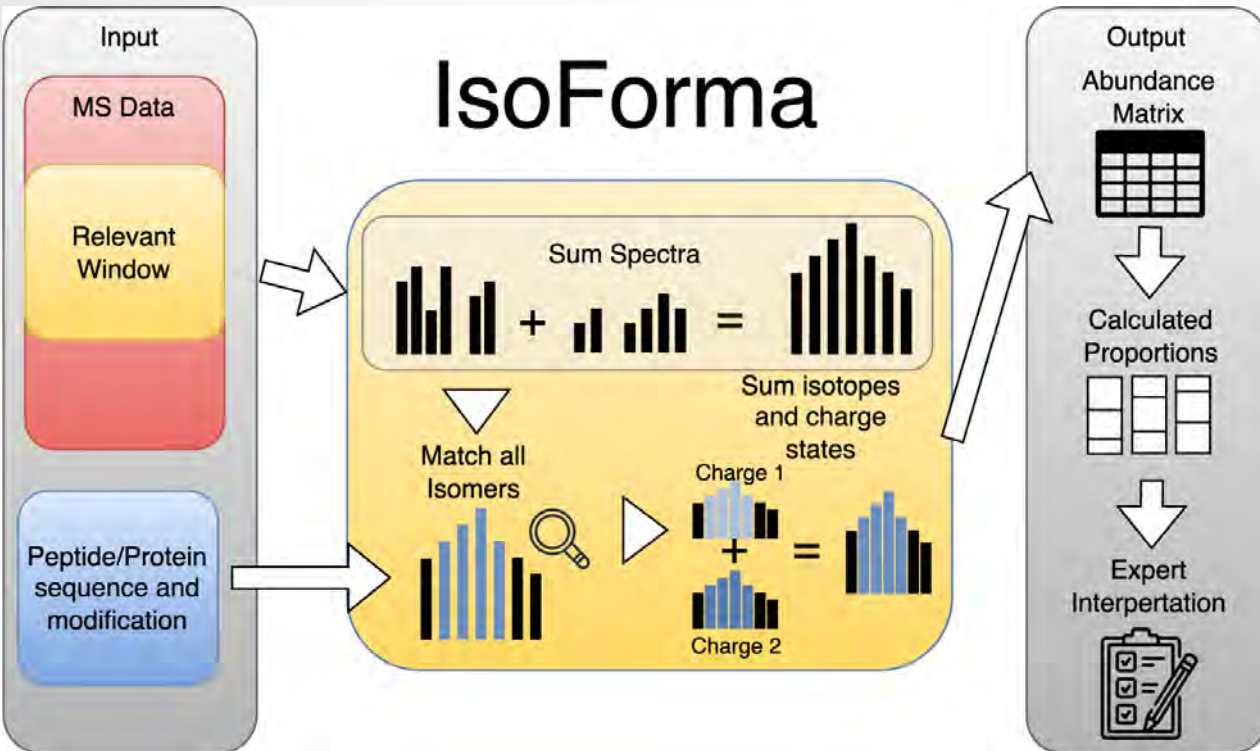 Input
MS Data
Relevant
Window
Peptide/Protein
sequence and
modification
IsoForma
Sum Spectra
+
=
Match all
Isomers
Sum isotopes
and charge
states
Charge 1
+
=
Charge 2
Output
Abundance
Matrix
Calculated
Proportions
Expert
Interpertation